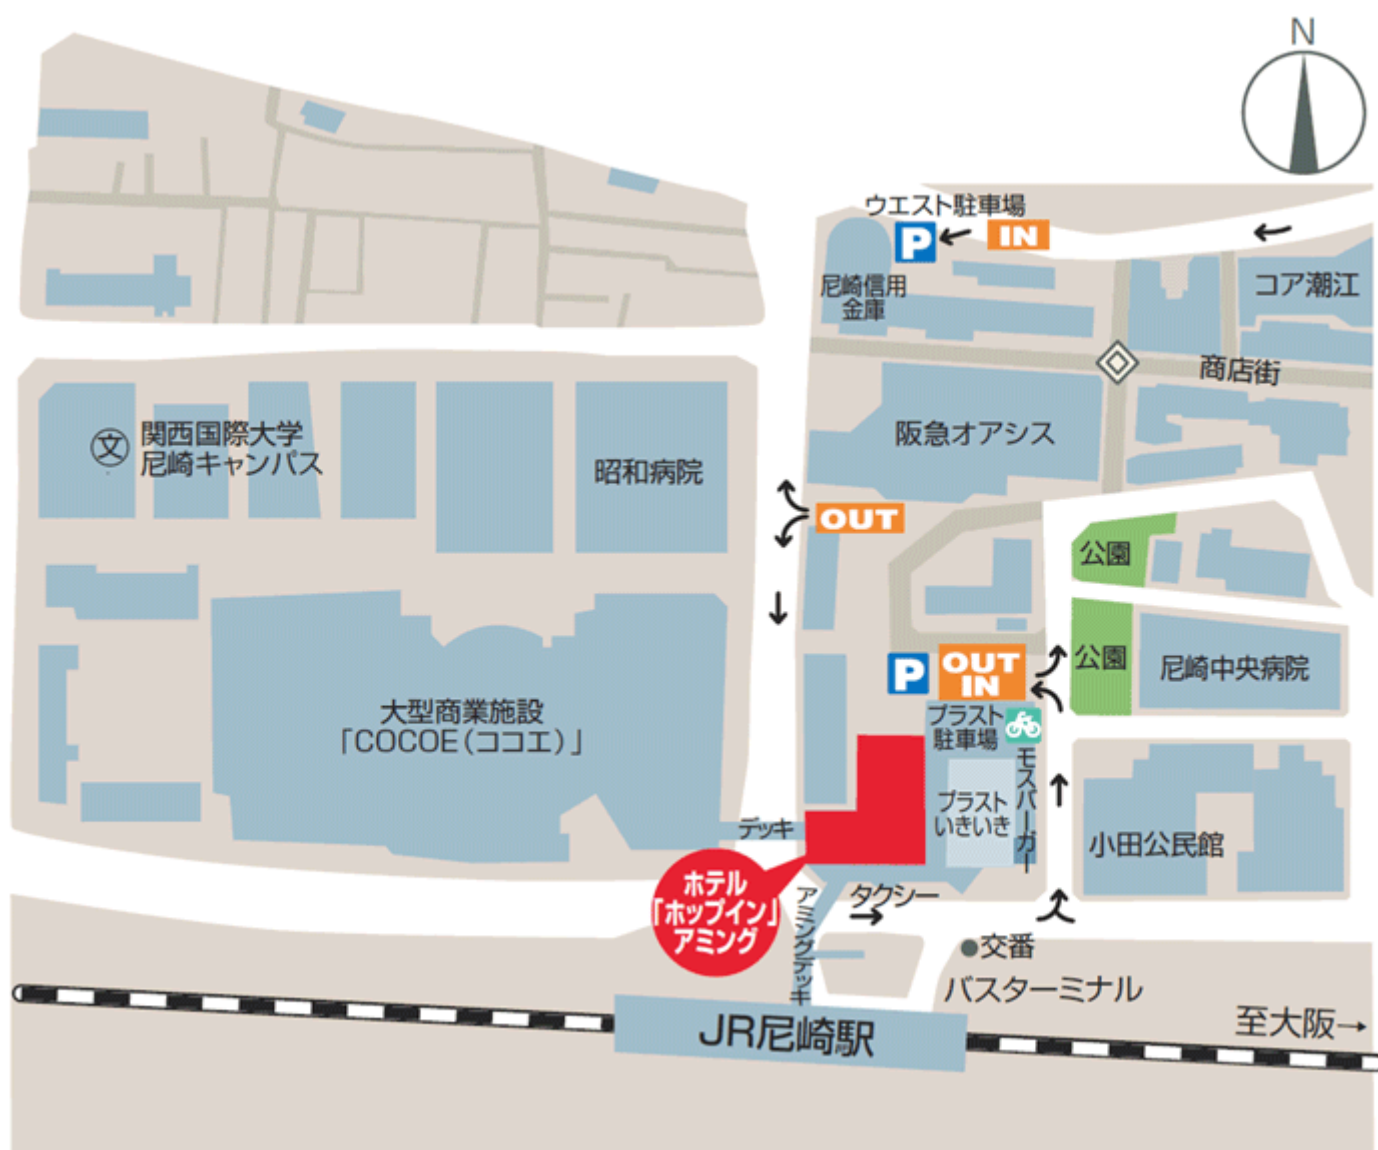 N
ウエスト駐車場
P
IN
尼崎信用
金庫
コア潮江
商店街
阪急オアシス
文
関西国際大学
尼崎キャンパス
昭和病院
OUT
公園
公園
尼崎中央病院
P
OUT
IN
プラスト
駐車場
モスバーガー
プラスト
いきいき
大型商業施設
「COCOE(ココエ)」
小田公民館
デッキ
ホテル
「ホップイン」
アミング
アミングデッキ
タクシー
交番
バスターミナル
JR尼崎駅
至大阪→